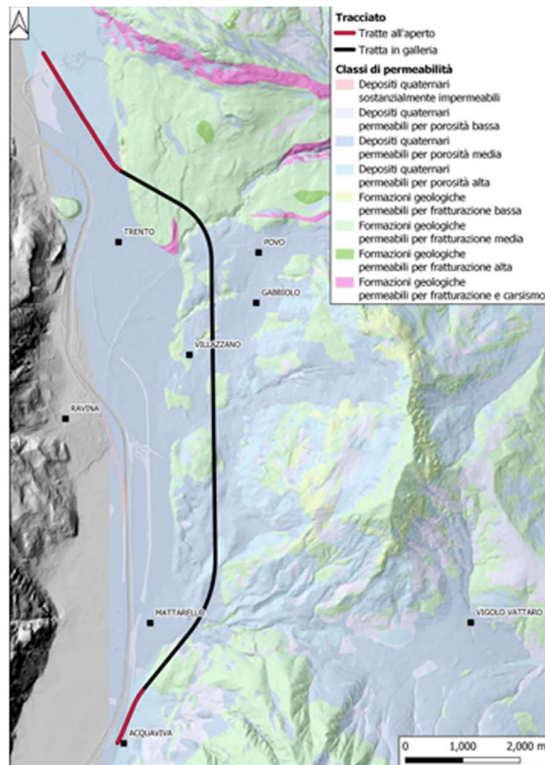 Tracciato
Tratte all'aperto
Tratta in galleria
Classi di permeabilità
Depositi quaternari
sostanzialmente impermeabili
Depositi quaternari
permeabili per porosità bassa
Depositi quaternari
permeabili per porosità media
Depositi quaternari
permeabili per porosità alta
Formazioni geologiche
permeabili per fratturazione bassa
Formazioni geologiche
permeabili per fratturazione media
Formazioni geologiche
permeabili per fratturazione alta
Formazioni geologiche
permeabili per fratturazione e carsismo
TRENTO
POVO
GABBIOLO
VILLAZZANO
RAVINA
MATTARELLO
VIGOLO VATTARO
ACQUAVIVA
0 1,000 2,000 m